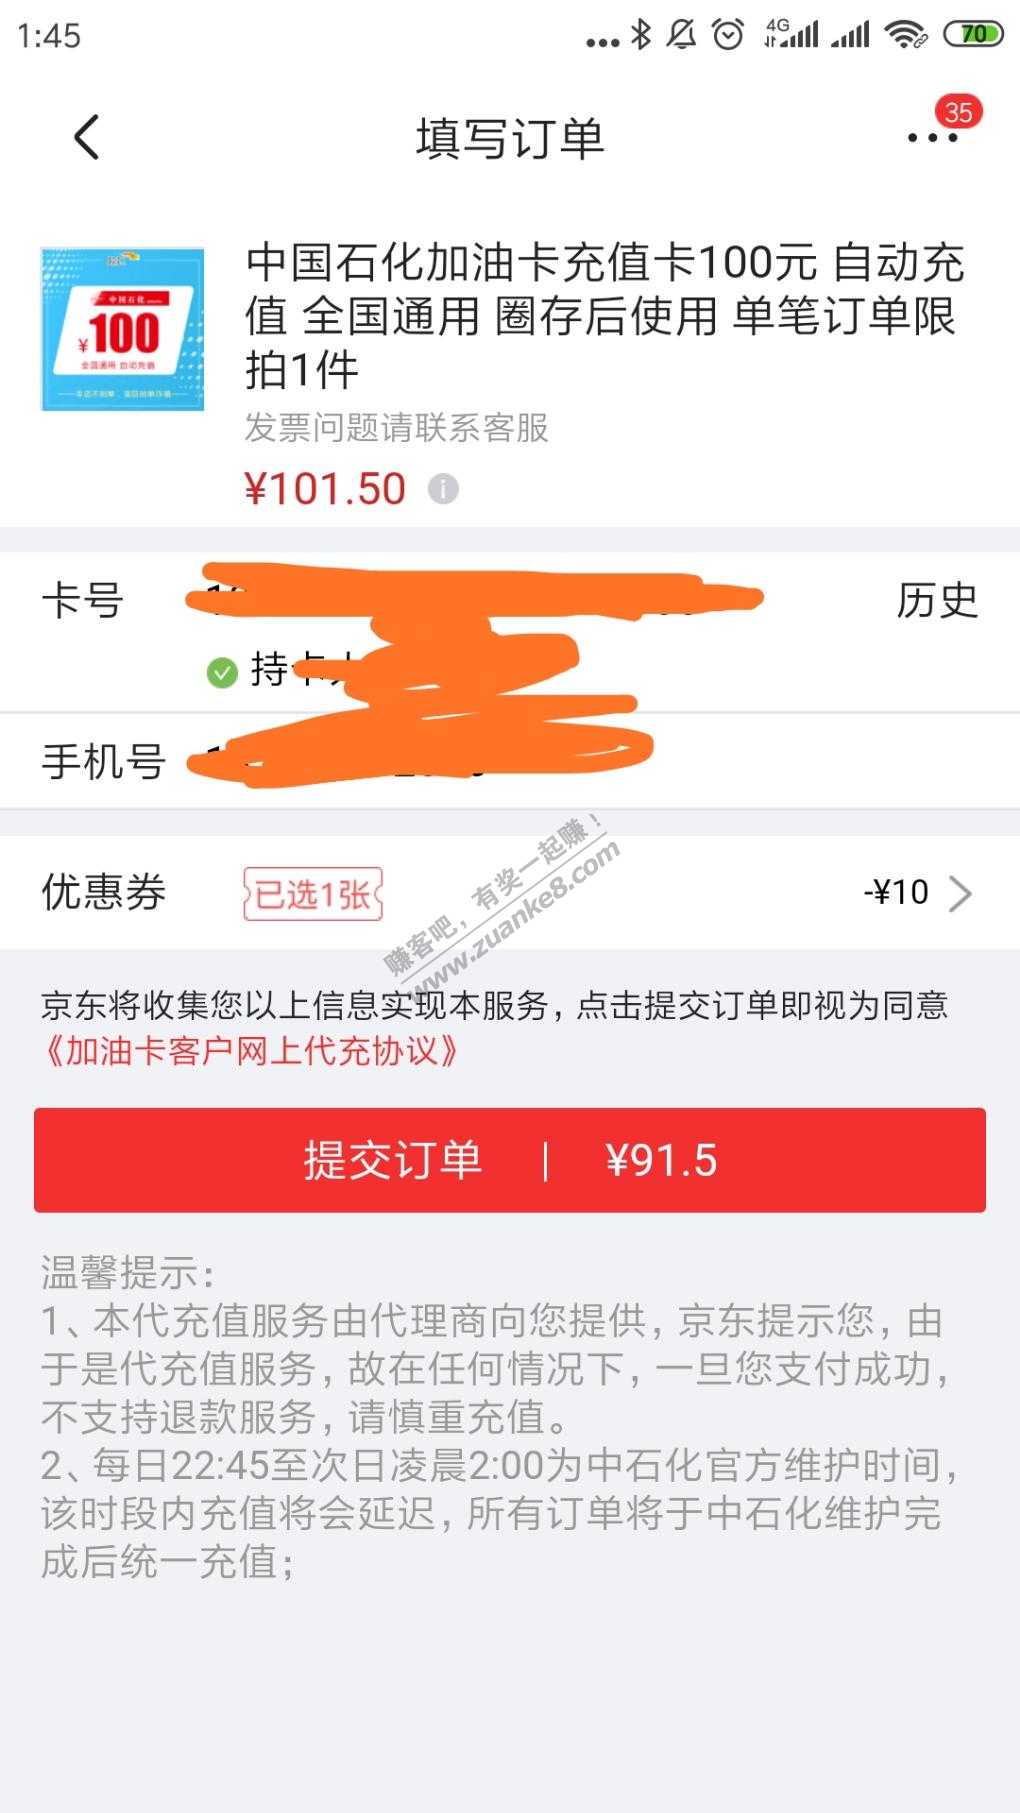 1:45
4G
70
填写订单
35
中国石化加油卡充值卡100元 自动充
值 全国通用 圈存后使用 单笔订单限
拍1件
中国石化
¥100
全国通用 自动充值
发票问题请联系客服
¥101.50
卡号
历史
持卡人
手机号
优惠券
已选1张
-¥10
赚客吧，有奖一起赚！
www.zuanke8.com
京东将收集您以上信息实现本服务，点击提交订单即视为同意
《加油卡客户网上代充协议》
提交订单 | ¥91.5
温馨提示：
1、本代充值服务由代理商向您提供，京东提示您，由
于是代充值服务，故在任何情况下，一旦您支付成功，
不支持退款服务，请慎重充值。
2、每日22:45至次日凌晨2:00为中石化官方维护时间，
该时段内充值将会延迟，所有订单将于中石化维护完
成后统一充值；